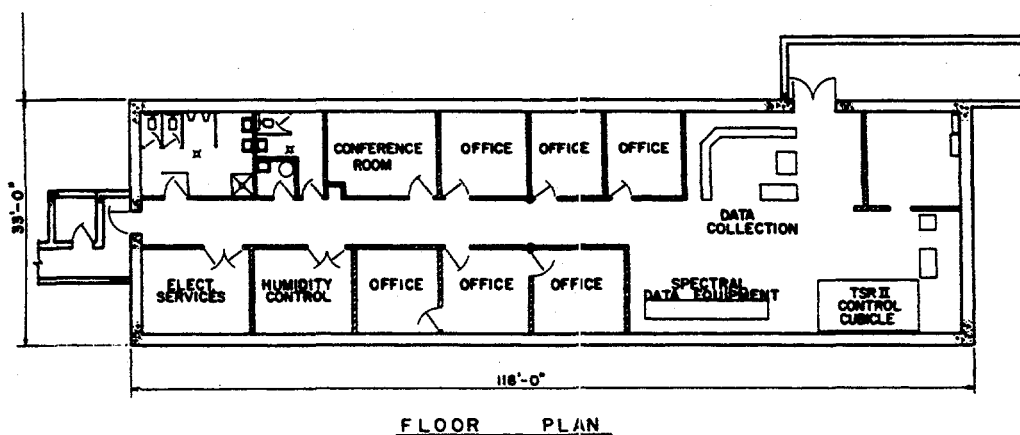 CONFERENCE
ROOM
OFFICE
OFFICE
OFFICE
33'-0"
DATA
COLLECTION
ELECT
SERVICES
HUMIDITY
CONTROL
OFFICE
OFFICE
OFFICE
SPECTRAL
DATA EQUIPMENT
TSR II
CONTROL
CUBICLE
118'-0"
FLOOR PLAN